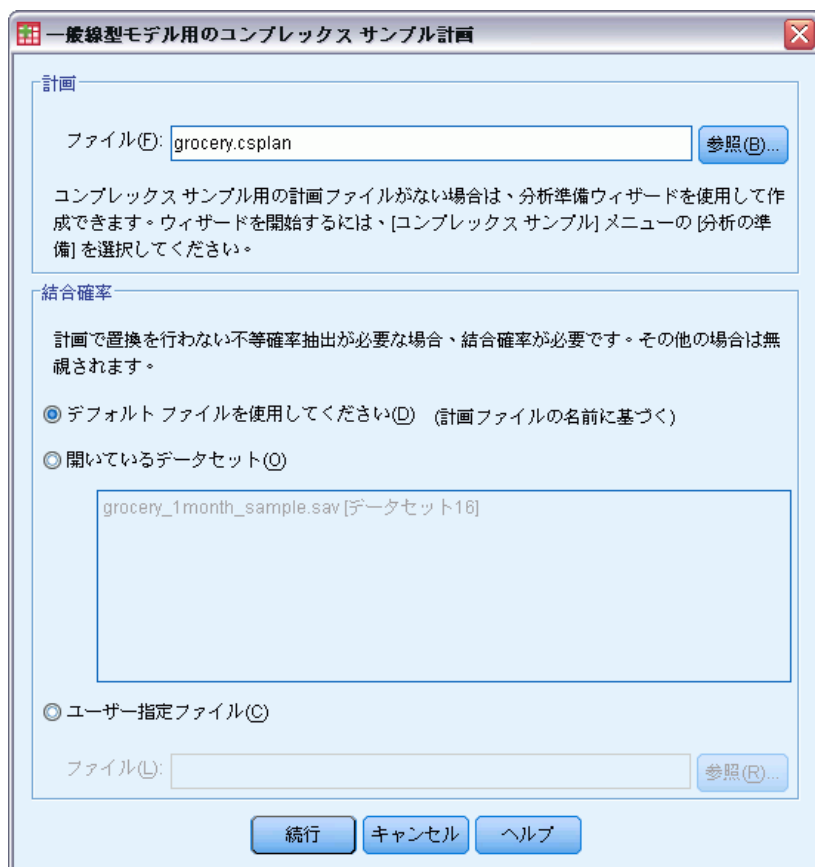 一般線型モデル用のコンプレックス サンプル計画
計画
ファイル(F): grocery.csplan 参照(B)...
コンプレックス サンプル用の計画ファイルがない場合は、分析準備ウィザードを使用して作
成できます。ウィザードを開始するには、[コンプレックス サンプル] メニューの [分析の準
備] を選択してください。
結合確率
計画で置換を行わない不等確率抽出が必要な場合、結合確率が必要です。その他の場合は無
視されます。
デフォルト ファイルを使用してください(D) (計画ファイルの名前に基づく)
開いているデータセット(O)
grocery_1month_sample.sav [データセット16]
ユーザー指定ファイル(C)
ファイル(L): 参照(R)...
続行 キャンセル ヘルプ